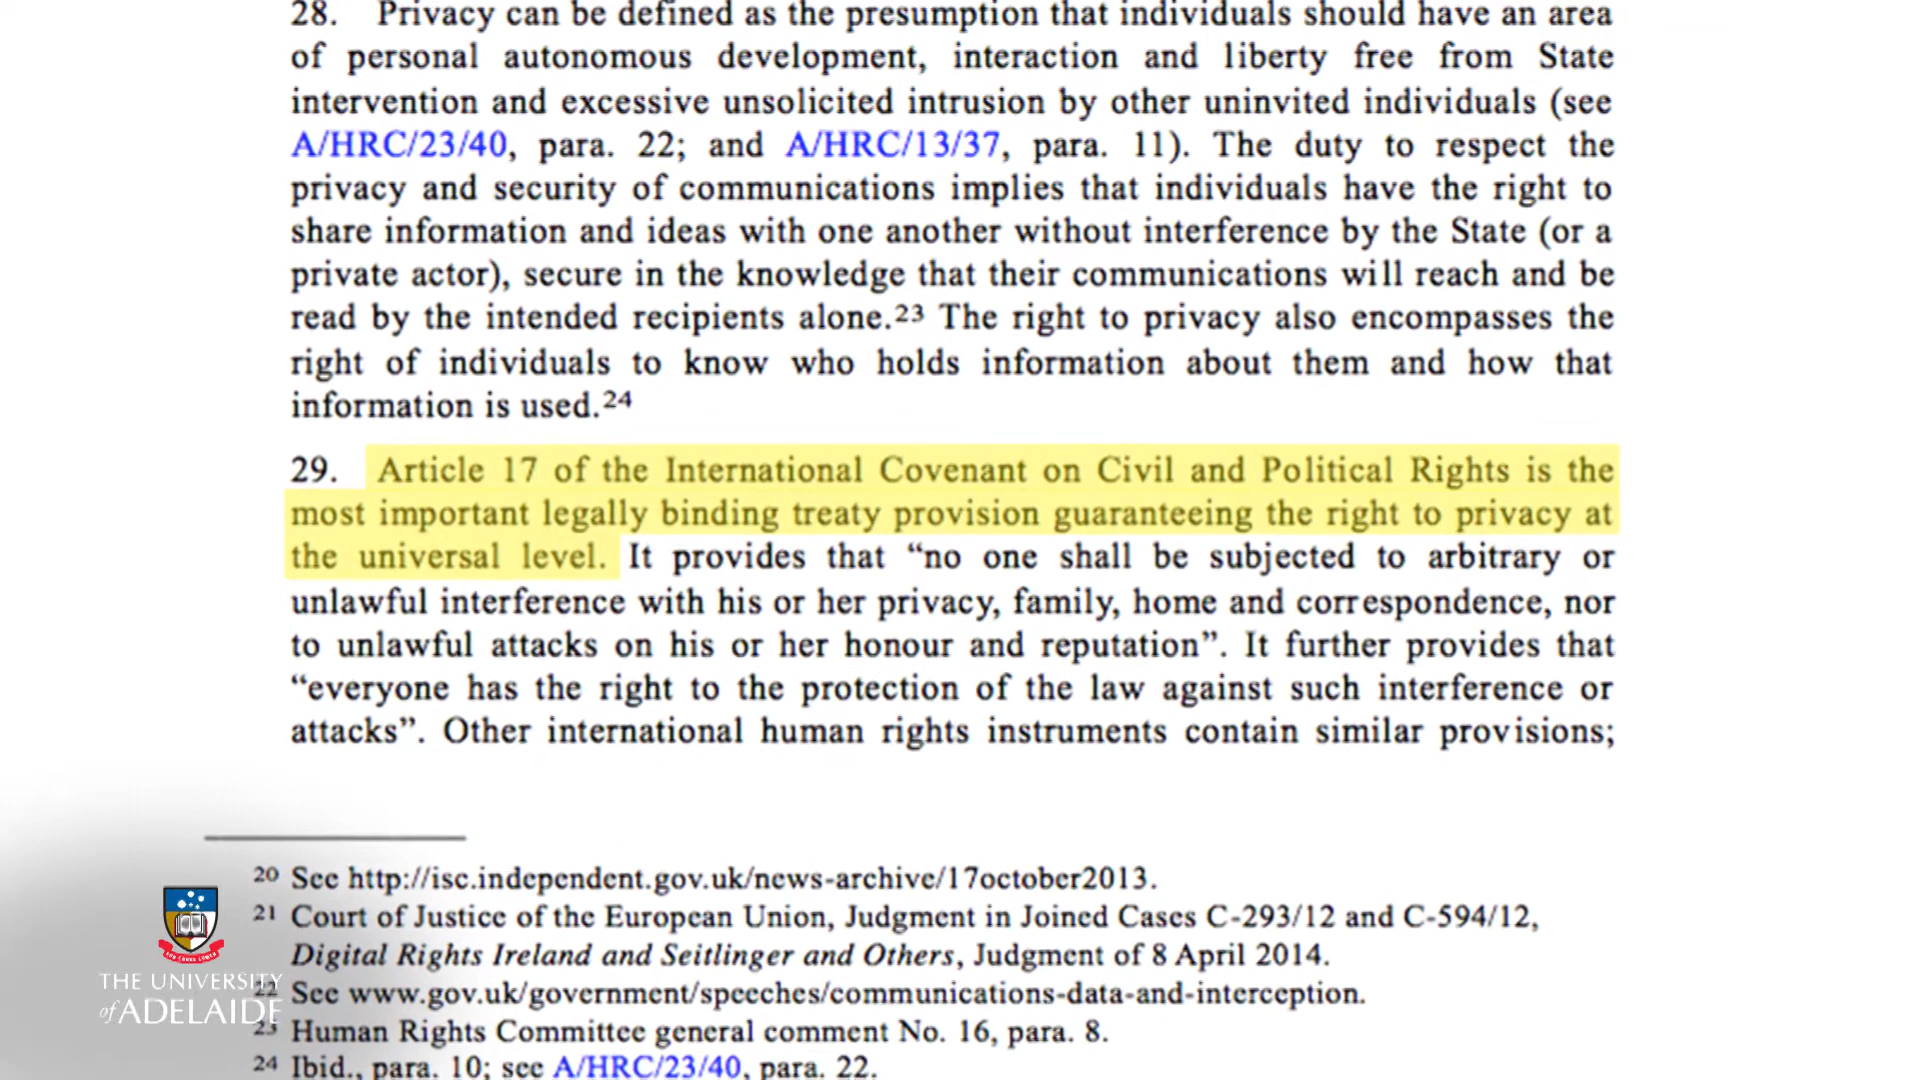 28. Privacy can be defined as the presumption that individuals should have an area
of personal autonomous development, interaction and liberty free from State
intervention and excessive unsolicited intrusion by other uninvited individuals (see
A/HRC/23/40, para. 22; and A/HRC/13/37, para. 11). The duty to respect the
privacy and security of communications implies that individuals have the right to
share information and ideas with one another without interference by the State (or a
private actor), secure in the knowledge that their communications will reach and be
read by the intended recipients alone.23 The right to privacy also encompasses the
right of individuals to know who holds information about them and how that
information is used.24
29. Article 17 of the International Covenant on Civil and Political Rights is the
most important legally binding treaty provision guaranteeing the right to privacy at
the universal level. It provides that “no one shall be subjected to arbitrary or
unlawful interference with his or her privacy, family, home and correspondence, nor
to unlawful attacks on his or her honour and reputation”. It further provides that
“everyone has the right to the protection of the law against such interference or
attacks”. Other international human rights instruments contain similar provisions;
20 See http://isc.independent.gov.uk/news-archive/17october2013.
21 Court of Justice of the European Union, Judgment in Joined Cases C-293/12 and C-594/12,
Digital Rights Ireland and Seitlinger and Others, Judgment of 8 April 2014.
22 See www.gov.uk/government/speeches/communications-data-and-interception.
23 Human Rights Committee general comment No. 16, para. 8.
24 Ibid., para. 10; see A/HRC/23/40, para. 22.
THE UNIVERSITY
of ADELAIDE